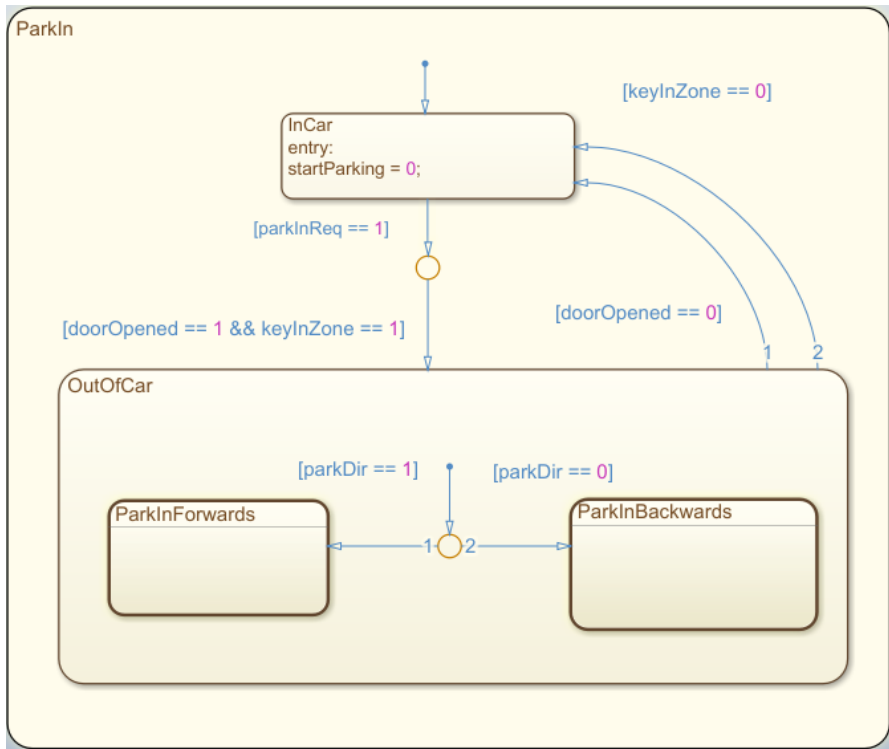 ParkIn
[keyInZone == 0]
InCar
entry:
startParking = 0;
[parkInReq == 1]
[doorOpened == 0]
[doorOpened == 1 && keyInZone == 1]
1
2
OutOfCar
[parkDir == 1]
[parkDir == 0]
ParkInForwards
ParkInBackwards
1
2